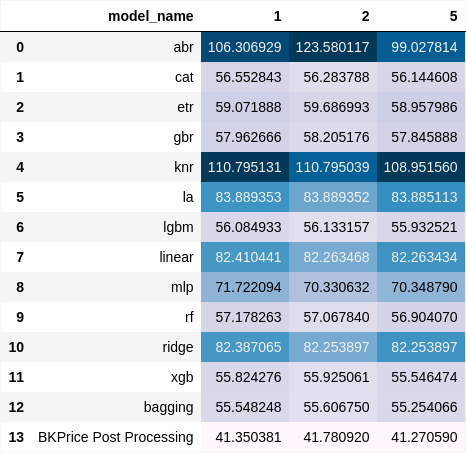 model_name 1 2 5
0 abr 106.306929 123.580117 99.027814
1 cat 56.552843 56.283788 56.144608
2 etr 59.071888 59.686993 58.957986
3 gbr 57.962666 58.205176 57.845888
4 knr 110.795131 110.795039 108.951560
5 la 83.889353 83.889352 83.885113
6 lgbm 56.084933 56.133157 55.932521
7 linear 82.410441 82.263468 82.263434
8 mlp 71.722094 70.330632 70.348790
9 rf 57.178263 57.067840 56.904070
10 ridge 82.387065 82.253897 82.253897
11 xgb 55.824276 55.925061 55.546474
12 bagging 55.548248 55.606750 55.254066
13 BKPrice Post Processing 41.350381 41.780920 41.270590